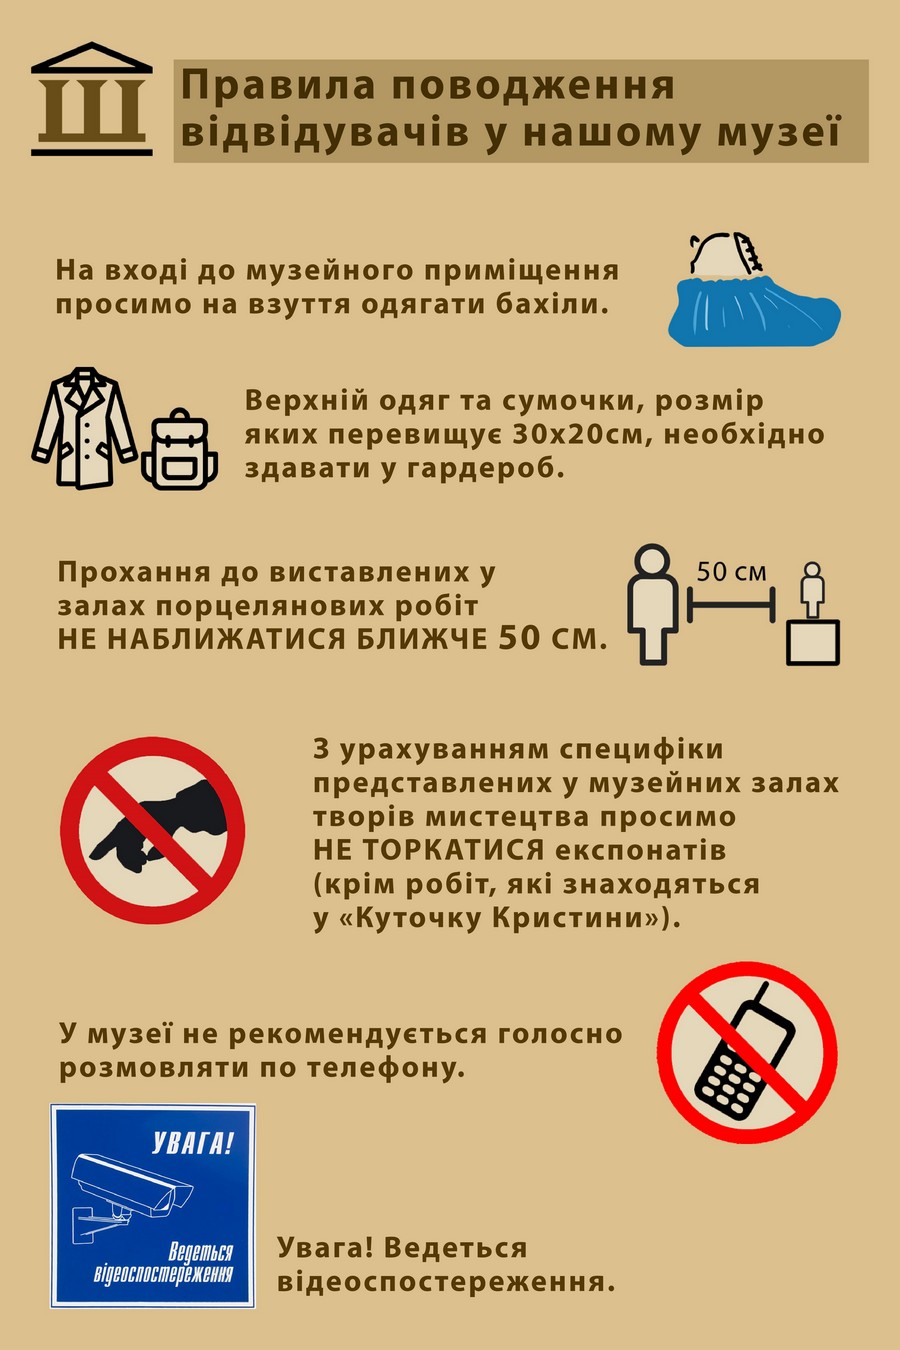 Правила поводження
відвідувачів у нашому музеї
На вході до музейного приміщення
просимо на взуття одягати бахіли.
Верхній одяг та сумочки, розмір
яких перевищує 30х20см, необхідно
здавати у гардероб.
Прохання до виставлених у
залах порцелянових робіт
НЕ НАБЛИЖАТИСЯ БЛИЖЧЕ 50 СМ.
50 см
З урахуванням специфіки
представлених у музейних залах
творів мистецтва просимо
НЕ ТОРКАТИСЯ експонатів
(крім робіт, які знаходяться
у «Куточку Кристини»).
У музеї не рекомендується голосно
розмовляти по телефону.
УВАГА!
Ведеться
відеоспостереження
Увага! Ведеться
відеоспостереження.